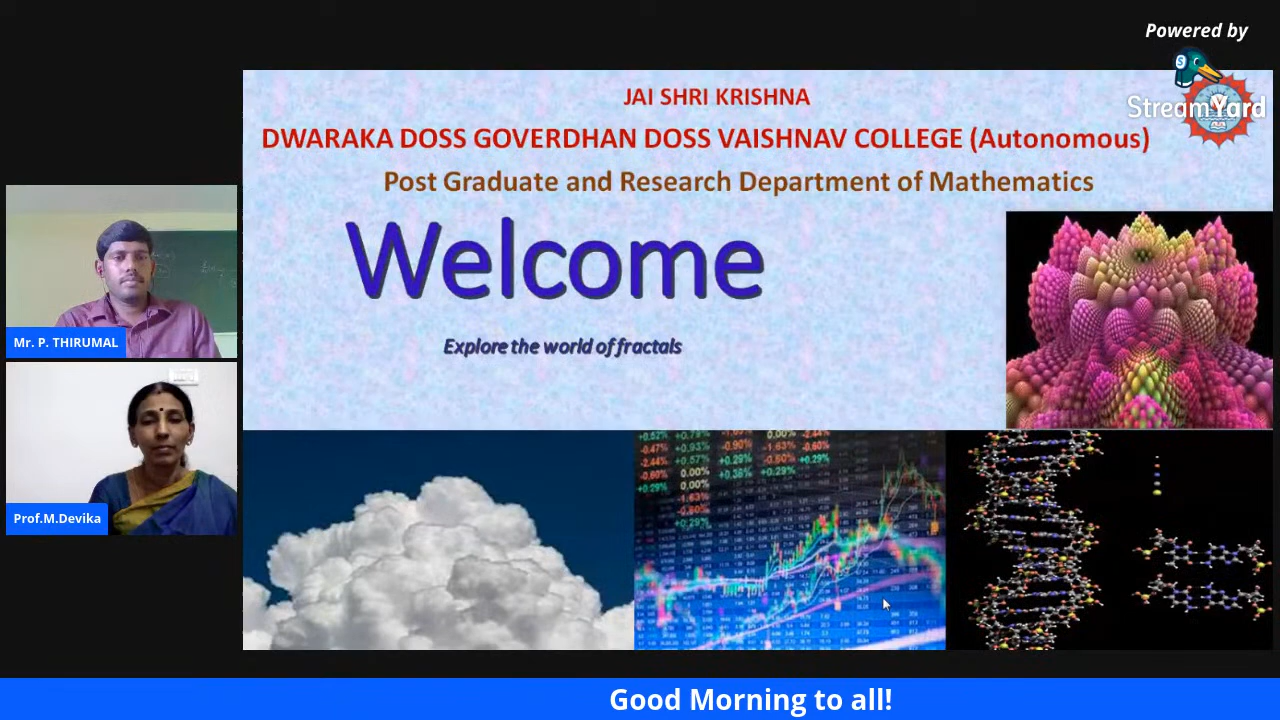 Powered by
StreamYard
JAI SHRI KRISHNA
DWARAKA DOSS GOVERDHAN DOSS VAISHNAV COLLEGE (Autonomous)
Post Graduate and Research Department of Mathematics
Welcome
Explore the world of fractals
Mr. P. THIRUMAL
Prof.M.Devika
Good Morning to all!